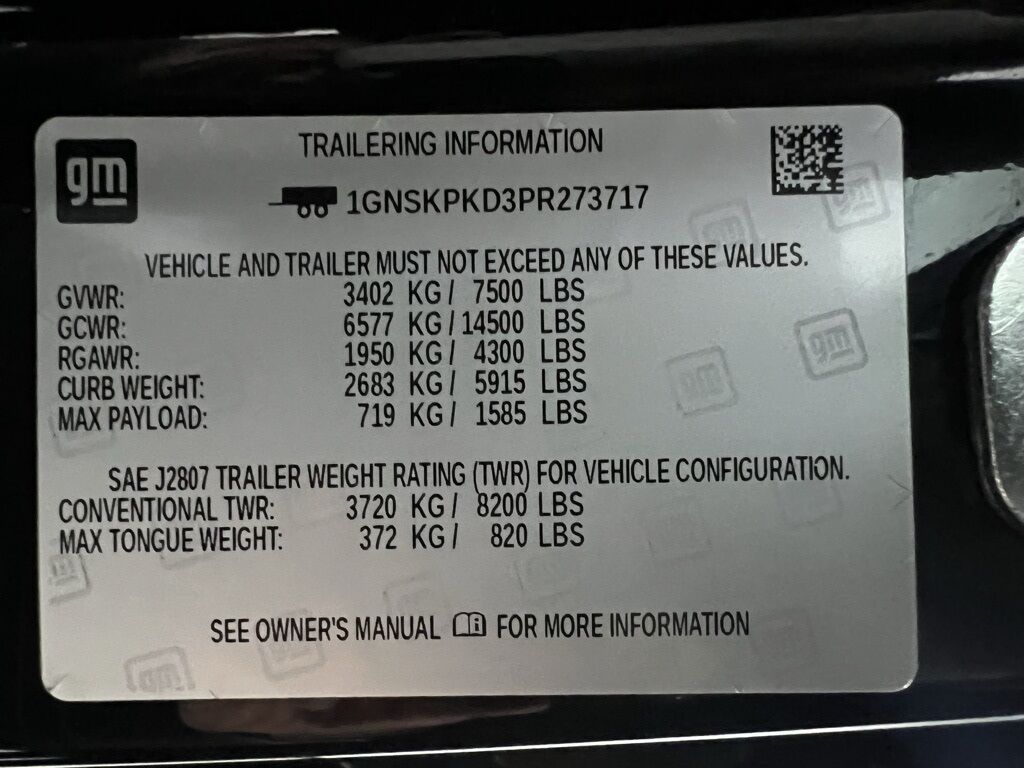 gm
TRAILERING INFORMATION
1GNSKPKD3PR273717
VEHICLE AND TRAILER MUST NOT EXCEED ANY OF THESE VALUES.
GVWR: 3402 KG / 7500 LBS
GCWR: 6577 KG / 14500 LBS
RGAWR: 1950 KG / 4300 LBS
CURB WEIGHT: 2683 KG / 5915 LBS
MAX PAYLOAD: 719 KG / 1585 LBS
SAE J2807 TRAILER WEIGHT RATING (TWR) FOR VEHICLE CONFIGURATION.
CONVENTIONAL TWR: 3720 KG / 8200 LBS
MAX TONGUE WEIGHT: 372 KG / 820 LBS
SEE OWNER'S MANUAL i FOR MORE INFORMATION